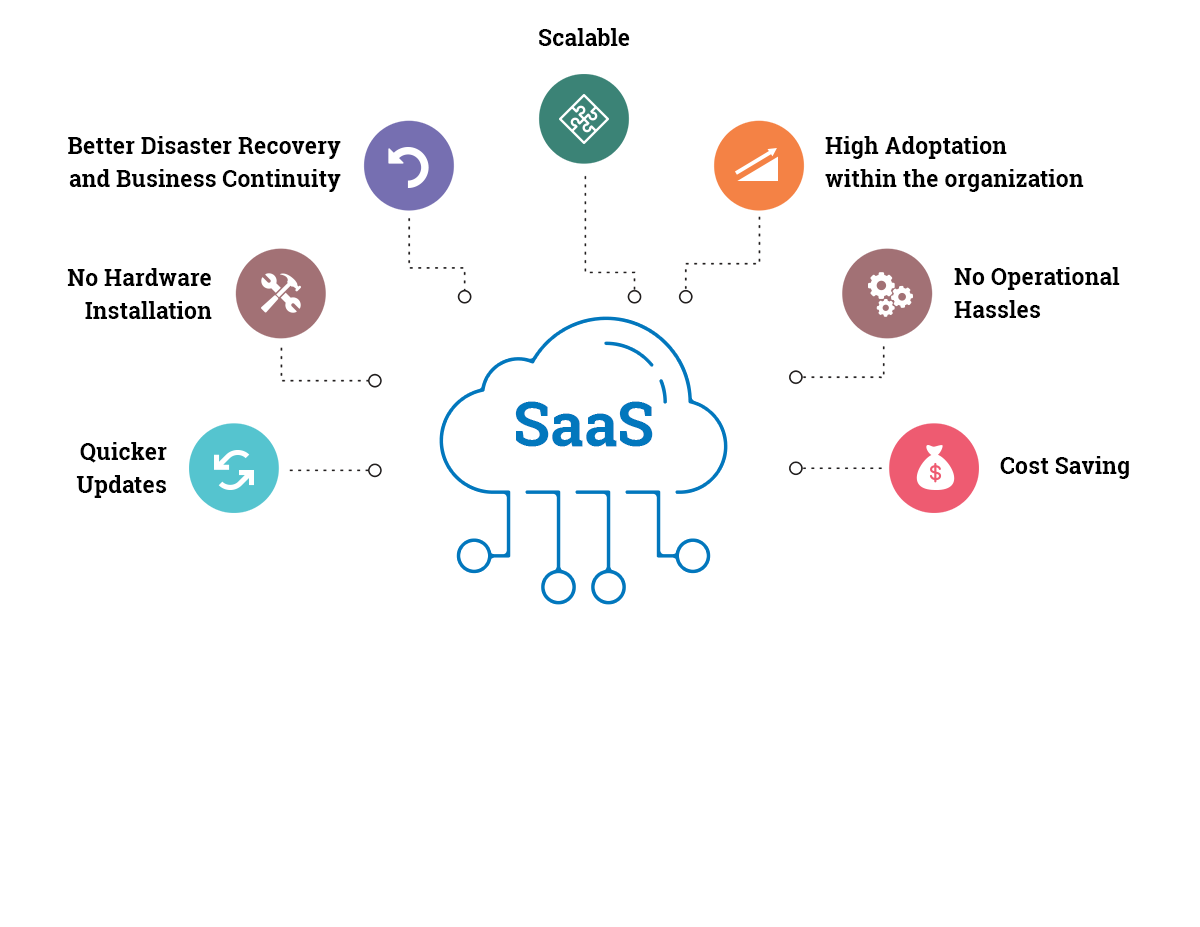 Scalable
Better Disaster Recovery
and Business Continuity
High Adoptation
within the organization
No Hardware
Installation
No Operational
Hassles
SaaS
Quicker
Updates
Cost Saving
$